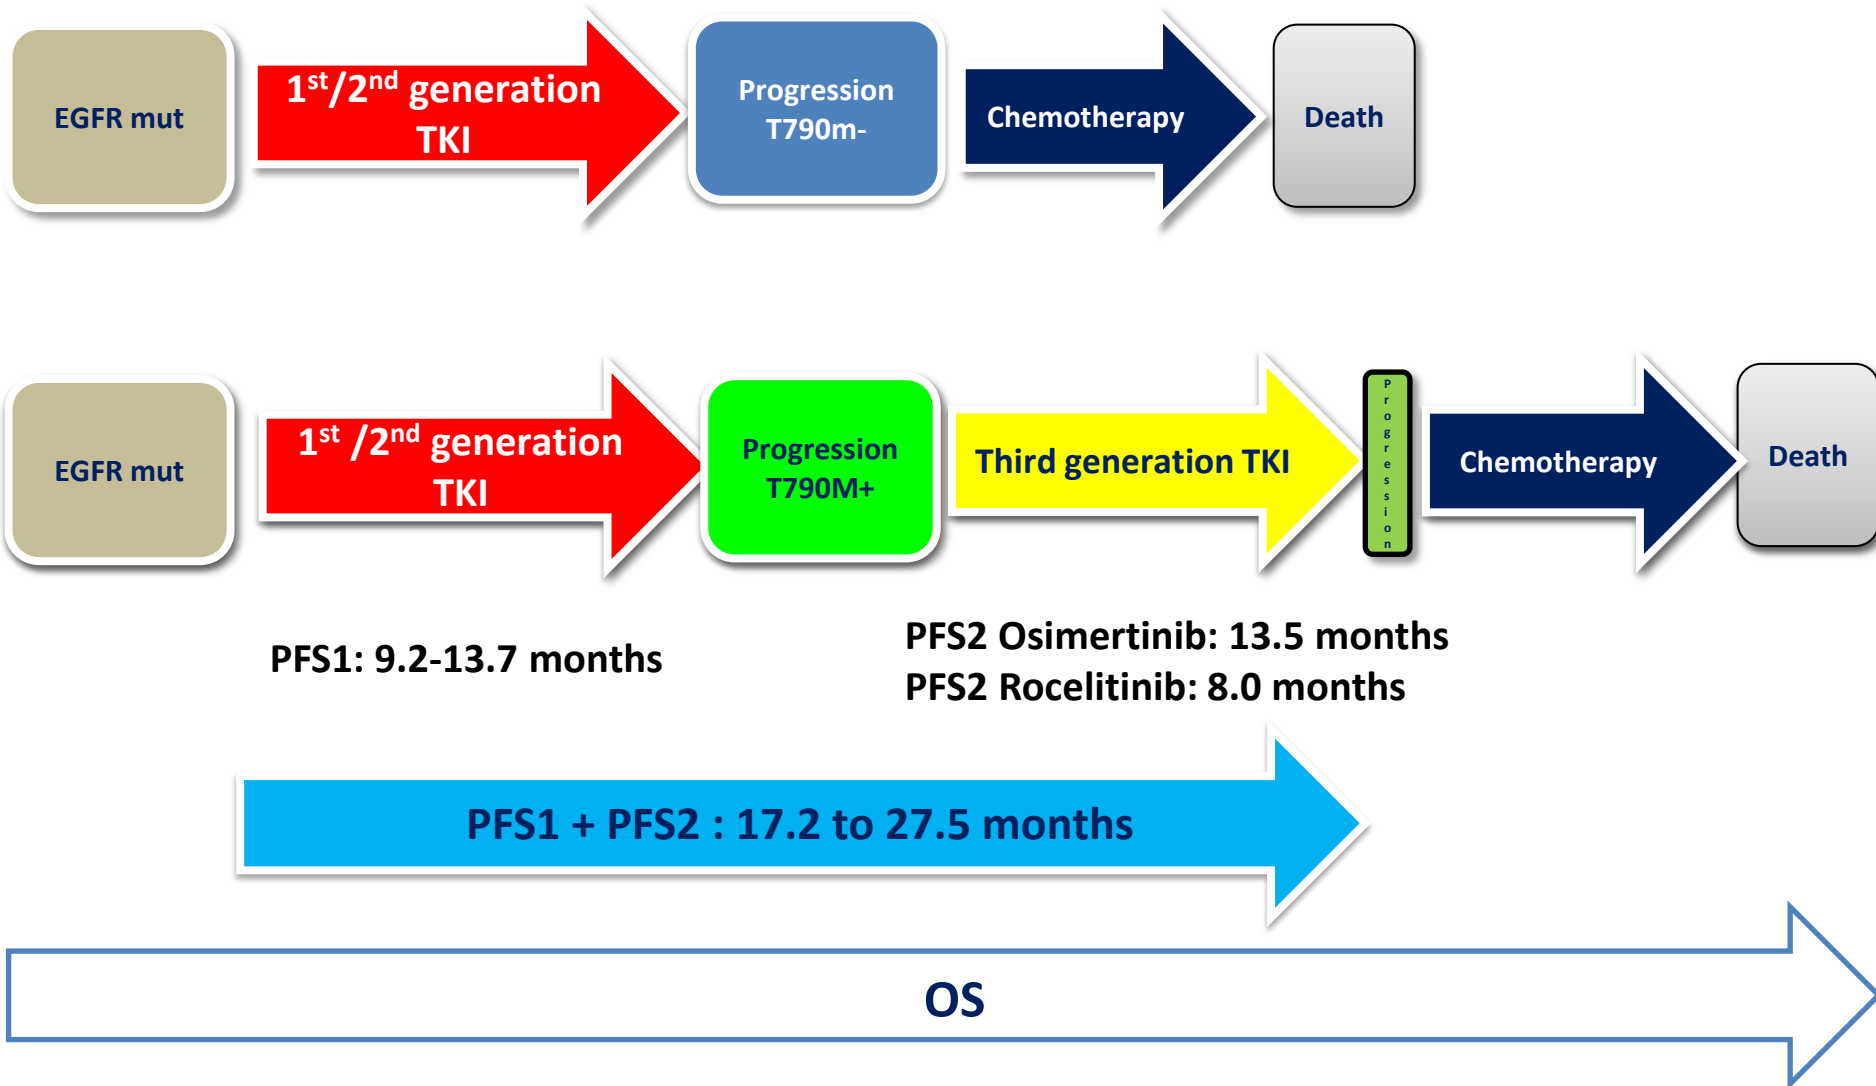 EGFR mut
1st/2nd generation
TKI
Progression
T790m-
Chemotherapy
Death
EGFR mut
1st /2nd generation
TKI
Progression
T790M+
Third generation TKI
Progression
Chemotherapy
Death
PFS1: 9.2-13.7 months
PFS2 Osimertinib: 13.5 months
PFS2 Rocelitinib: 8.0 months
PFS1 + PFS2 : 17.2 to 27.5 months
OS